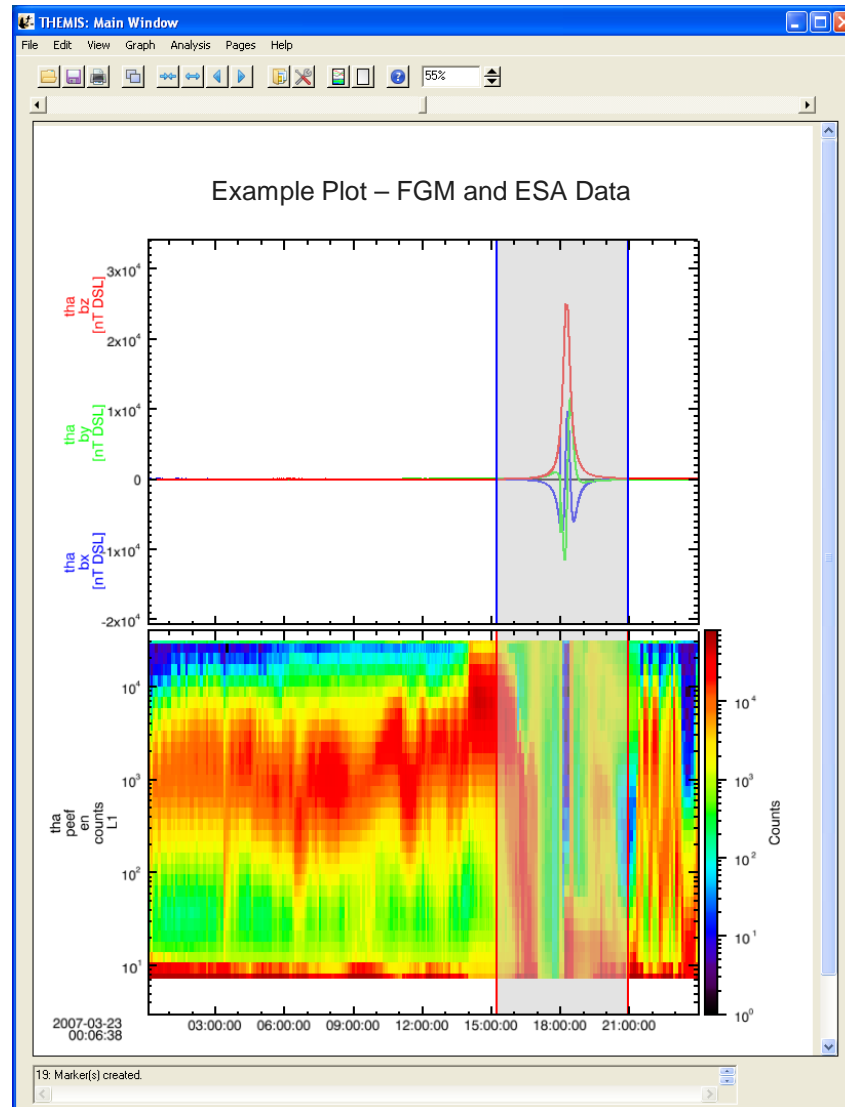 THEMIS: Main Window
File Edit View Graph Analysis Pages Help
55%
Example Plot – FGM and ESA Data
3x10⁴
2x10⁴
1x10⁴
0
-1x10⁴
-2x10⁴
tha
bz
[nT DSL]
tha
by
[nT DSL]
tha
bx
[nT DSL]
10⁴
10³
10²
10¹
tha
peef
en
counts
L1
10⁴
10³
10²
10¹
10⁰
Counts
2007-03-23
00:06:38
03:00:00 06:00:00 09:00:00 12:00:00 15:00:00 18:00:00 21:00:00
19: Marker(s) created.